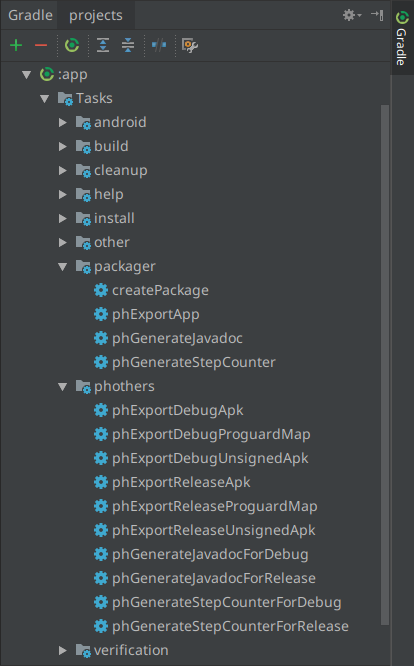 Gradle projects
Gradle
:app
Tasks
android
build
cleanup
help
install
other
packager
createPackage
phExportApp
phGenerateJavadoc
phGenerateStepCounter
phothers
phExportDebugApk
phExportDebugProguardMap
phExportDebugUnsignedApk
phExportReleaseApk
phExportReleaseProguardMap
phExportReleaseUnsignedApk
phGenerateJavadocForDebug
phGenerateJavadocForRelease
phGenerateStepCounterForDebug
phGenerateStepCounterForRelease
verification